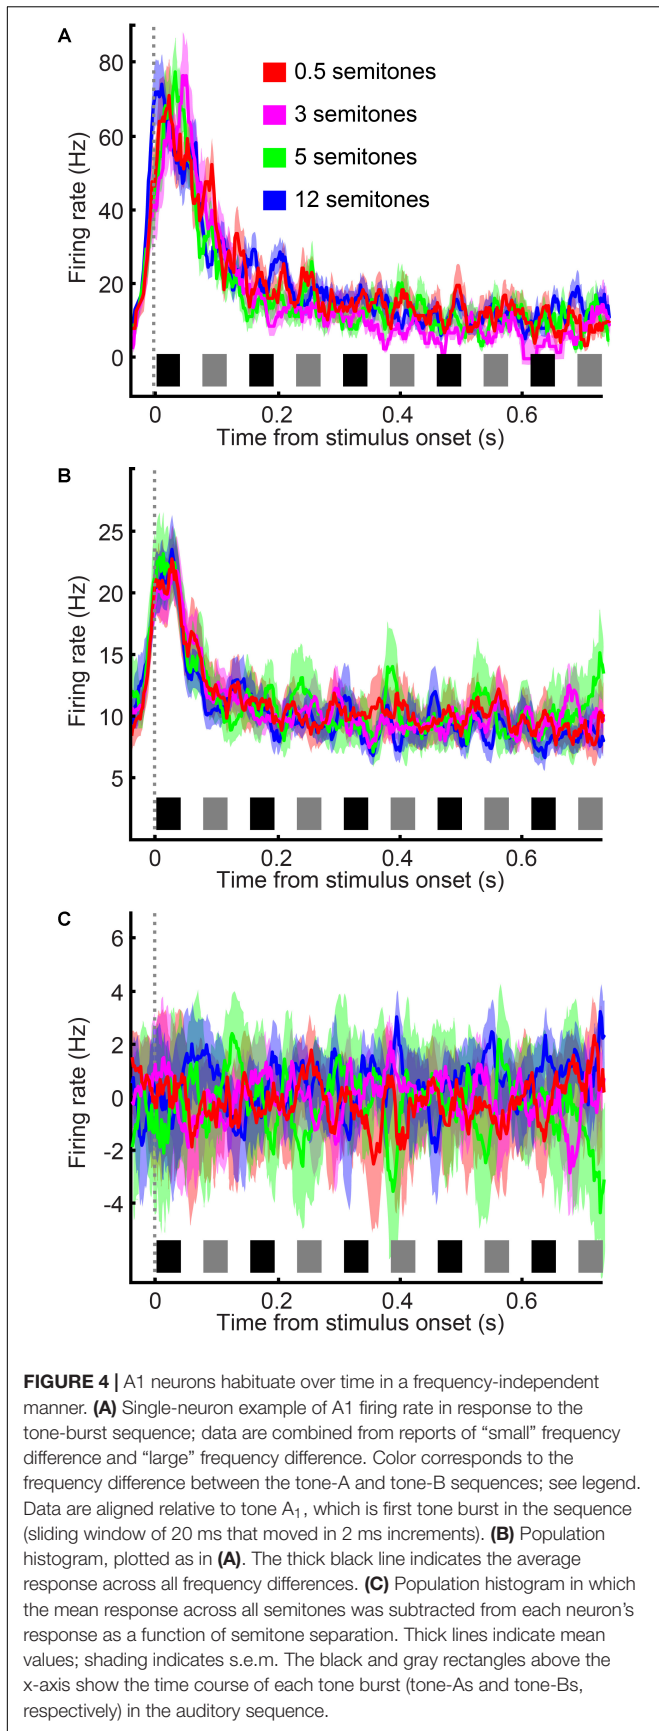 A
80
60
40
20
0
Firing rate (Hz)
0.5 semitones
3 semitones
5 semitones
12 semitones
0 0.2 0.4 0.6
Time from stimulus onset (s)
B
25
20
15
10
5
Firing rate (Hz)
0 0.2 0.4 0.6
Time from stimulus onset (s)
C
6
4
2
0
-2
-4
Firing rate (Hz)
0 0.2 0.4 0.6
Time from stimulus onset (s)
FIGURE 4 | A1 neurons habituate over time in a frequency-independent
manner. (A) Single-neuron example of A1 firing rate in response to the
tone-burst sequence; data are combined from reports of “small” frequency
difference and “large” frequency difference. Color corresponds to the
frequency difference between the tone-A and tone-B sequences; see legend.
Data are aligned relative to tone A₁, which is first tone burst in the sequence
(sliding window of 20 ms that moved in 2 ms increments). (B) Population
histogram, plotted as in (A). The thick black line indicates the average
response across all frequency differences. (C) Population histogram in which
the mean response across all semitones was subtracted from each neuron’s
response as a function of semitone separation. Thick lines indicate mean
values; shading indicates s.e.m. The black and gray rectangles above the
x-axis show the time course of each tone burst (tone-As and tone-Bs,
respectively) in the auditory sequence.